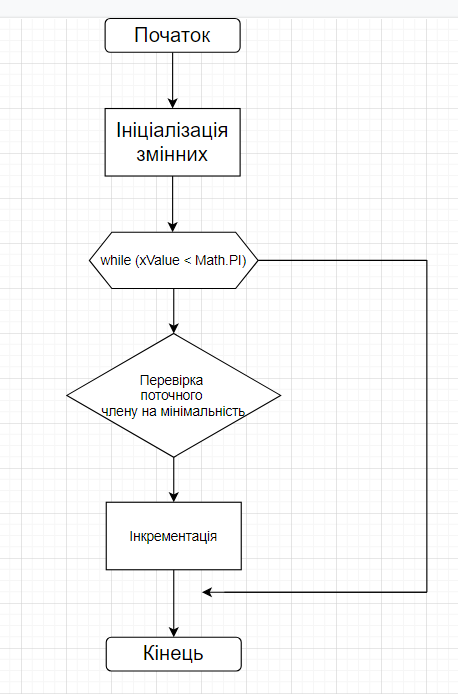 Початок
Ініціалізація
змінних
while (xValue < Math.PI)
Перевірка
поточного
члену на мінімальність
Інкрементація
Кінець